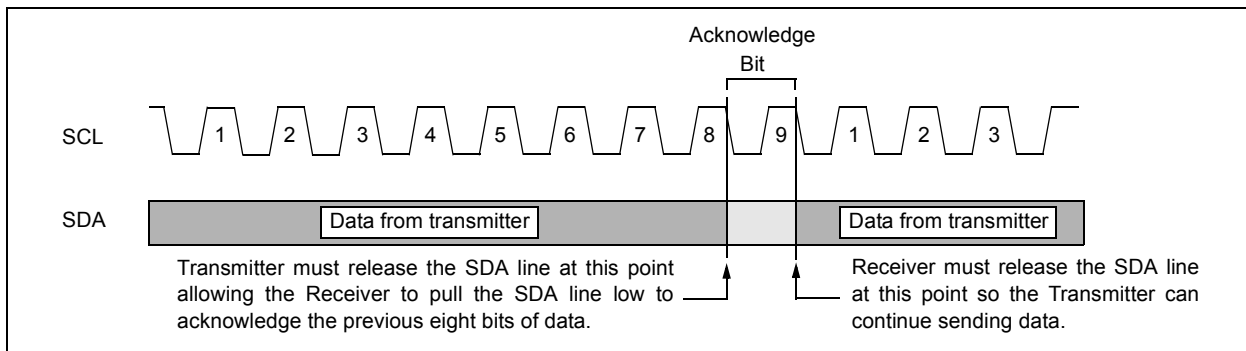 Acknowledge
Bit
SCL 1 2 3 4 5 6 7 8 9 1 2 3
SDA Data from transmitter Data from transmitter
Transmitter must release the SDA line at this point
allowing the Receiver to pull the SDA line low to
acknowledge the previous eight bits of data.
Receiver must release the SDA line
at this point so the Transmitter can
continue sending data.